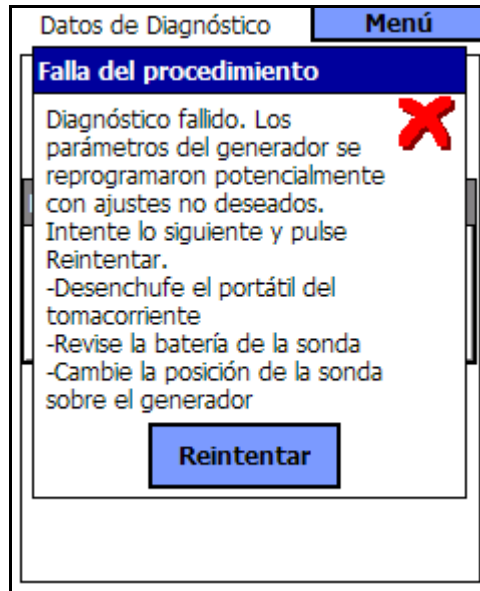 Datos de Diagnóstico
Menú
Falla del procedimiento
Diagnóstico fallido. Los
parámetros del generador se
reprogramaron potencialmente
con ajustes no deseados.
Intente lo siguiente y pulse
Reintentar.
-Desenchufe el portátil del
tomacorriente
-Revise la batería de la sonda
-Cambie la posición de la sonda
sobre el generador
Reintentar